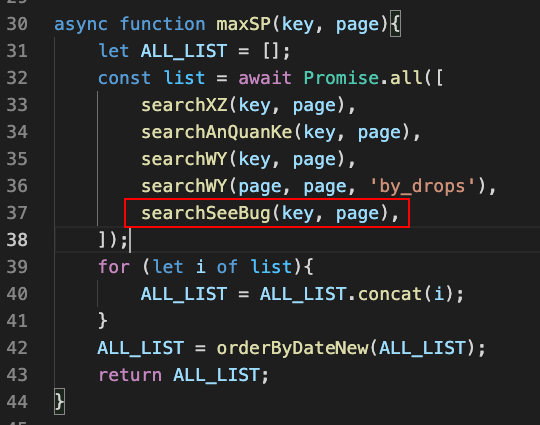 30 async function maxSP(key, page){
31     let ALL_LIST = [];
32     const list = await Promise.all([
33         searchXZ(key, page),
34         searchAnQuanKe(key, page),
35         searchWY(key, page),
36         searchWY(page, page, 'by_drops'),
37         searchSeeBug(key, page),
38     ]);
39     for (let i of list){
40         ALL_LIST = ALL_LIST.concat(i);
41     }
42     ALL_LIST = orderByDateNew(ALL_LIST);
43     return ALL_LIST;
44 }